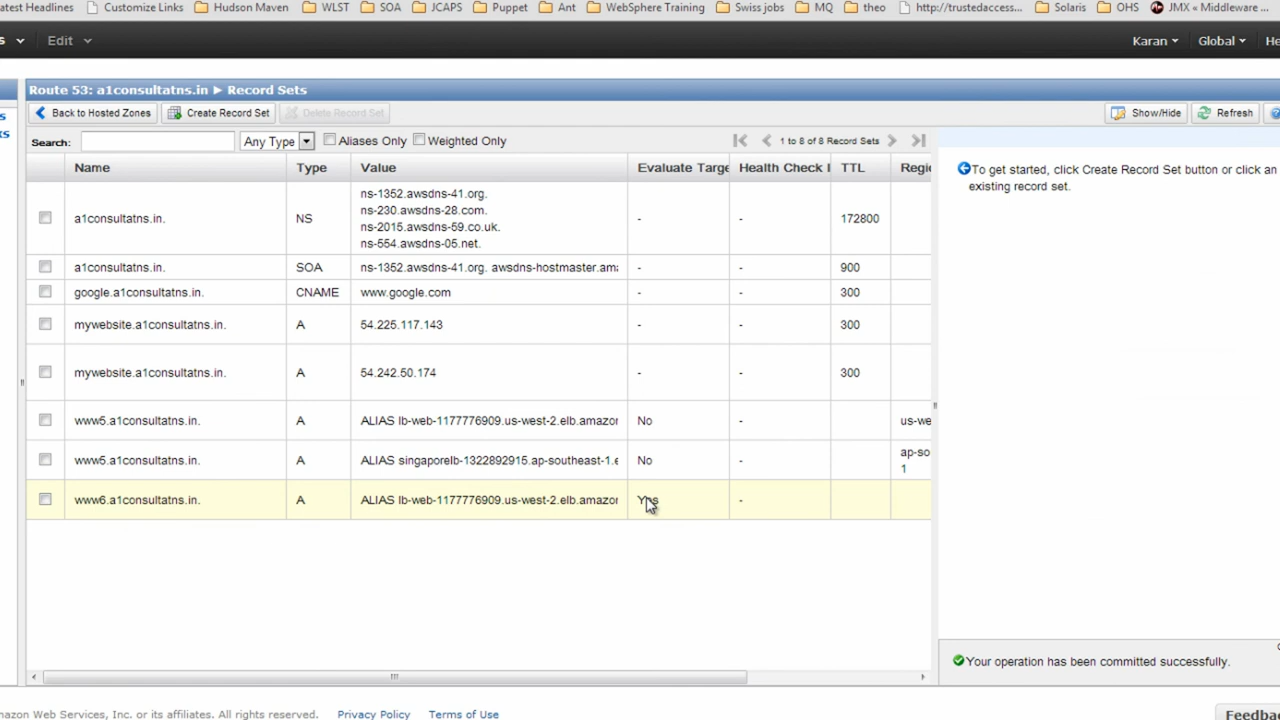 atest Headlines Customize Links Hudson Maven WLST SOA JCAPS Puppet Ant WebSphere Training Swiss jobs MQ theo http://trustedaccess... Solaris OHS JMX « Middleware ...
s Edit Karan Global He
Route 53: a1consultatns.in ▶ Record Sets
Back to Hosted Zones Create Record Set Delete Record Set Show/Hide Refresh
Search: Any Type Aliases Only Weighted Only 1 to 8 of 8 Record Sets
Name Type Value Evaluate Targe Health Check I TTL Regi
a1consultatns.in. NS
ns-1352.awsdns-41.org.
ns-230.awsdns-28.com.
ns-2015.awsdns-59.co.uk.
ns-554.awsdns-05.net.
- - 172800
a1consultatns.in. SOA ns-1352.awsdns-41.org. awsdns-hostmaster.ama - - 900
google.a1consultatns.in. CNAME www.google.com - - 300
mywebsite.a1consultatns.in. A 54.225.117.143 - - 300
mywebsite.a1consultatns.in. A 54.242.50.174 - - 300
www5.a1consultatns.in. A ALIAS lb-web-1177776909.us-west-2.elb.amazor No - us-we
www5.a1consultatns.in. A ALIAS singaporelb-1322892915.ap-southeast-1.e No - ap-so
1
www6.a1consultatns.in. A ALIAS lb-web-1177776909.us-west-2.elb.amazor Yes -
To get started, click Create Record Set button or click an
existing record set.
Your operation has been committed successfully.
mazon Web Services, Inc. or its affiliates. All rights reserved. Privacy Policy Terms of Use Feedba